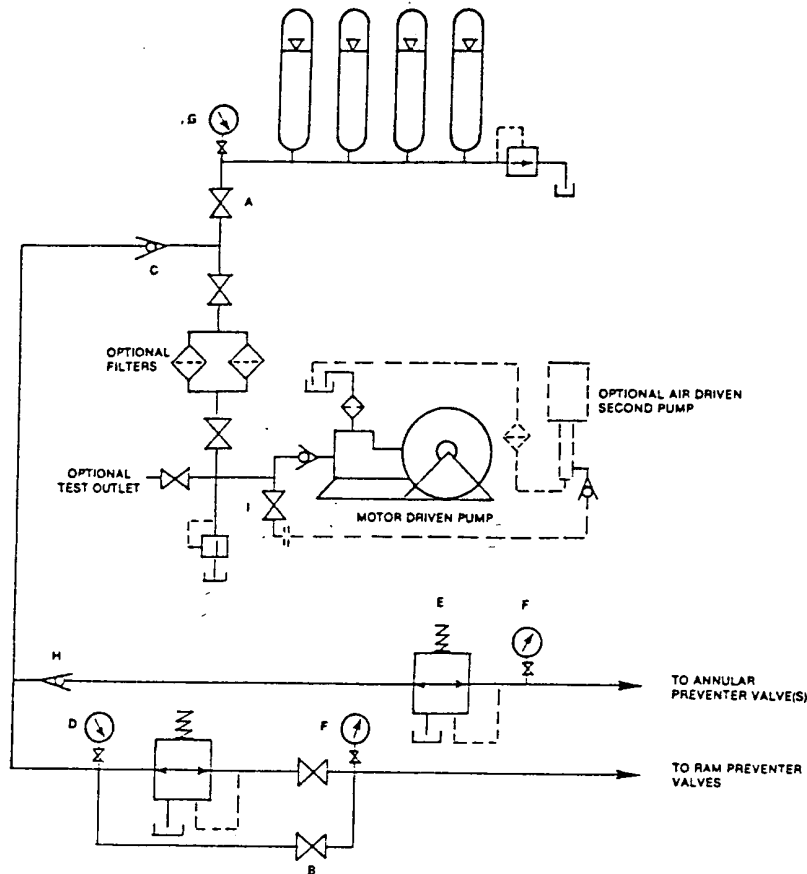 G
A
C
OPTIONAL
FILTERS
OPTIONAL AIR DRIVEN
SECOND PUMP
OPTIONAL
TEST OUTLET
I
MOTOR DRIVEN PUMP
E
F
H
TO ANNULAR
PREVENTER VALVE(S)
D
F
TO RAM PREVENTER
VALVES
B